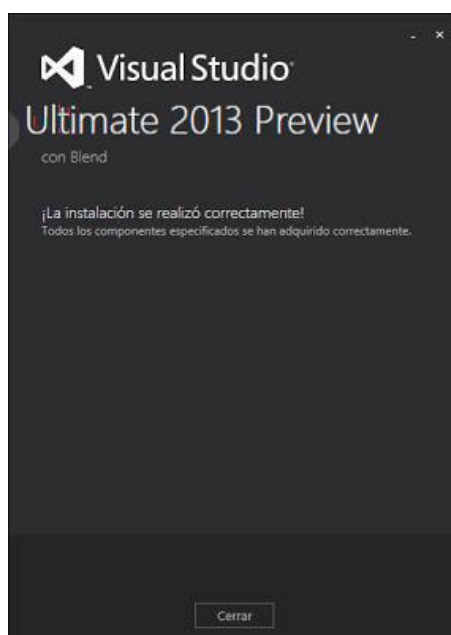 Visual Studio
Ultimate 2013 Preview
con Blend
¡La instalación se realizó correctamente!
Todos los componentes especificados se han adquirido correctamente.
Cerrar